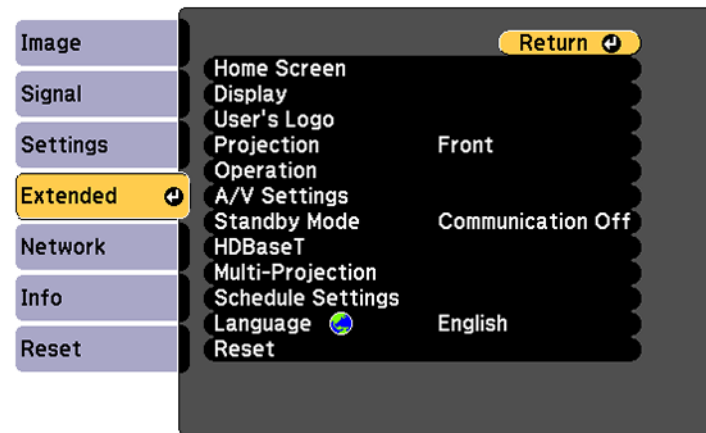 Image
Signal
Settings
Extended
Network
Info
Reset
Return
Home Screen
Display
User's Logo
Projection Front
Operation
A/V Settings
Standby Mode Communication Off
HDBaseT
Multi-Projection
Schedule Settings
Language English
Reset